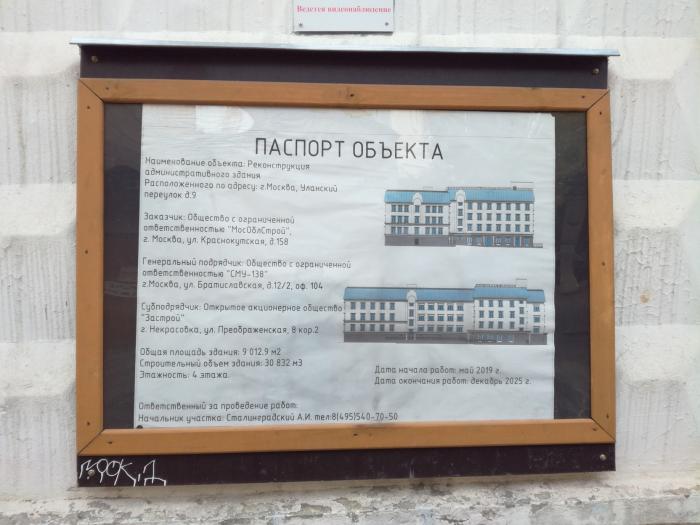 Ведется видеонаблюдение
ПАСПОРТ ОБЪЕКТА
Наименование объекта: Реконструкция
административного здания
Расположенного по адресу: г.Москва, Уланский
переулок д.9
Заказчик: Общество с ограниченной
ответственностью "МосОблСтрой",
г. Москва, ул. Краснокутская, д.158
Генеральный подрядчик: Общество с ограниченной
ответственностью "СМУ-138"
г.Москва, ул. Братиславская, д.12/2, оф. 104
Субподрядчик: Открытое акционерное общество
"Застрой"
г. Некрасовка, ул. Преображенская, 8 кор.2
Общая площадь здания: 9 012.9 м2
Строительный объем здания: 30 832 м3
Этажность: 4 этажа.
Дата начала работ: май 2019 г.
Дата окончания работ: декабрь 2025 г.
Ответственный за проведение работ:
Начальник участка: Сталинградский А.И. тел:8(495)540-70-50